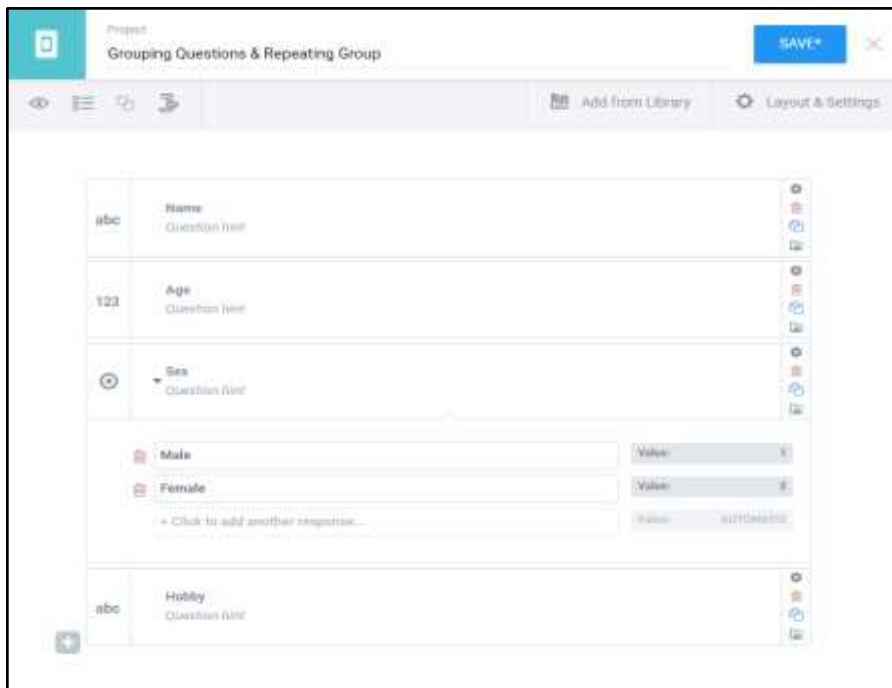 Project
Grouping Questions & Repeating Group
SAVE*
Add from Library
Layout & Settings
abc
Name
Question hint
123
Age
Question hint
Sex
Question hint
Male
Value: 1
Female
Value: 2
+ Click to add another response...
Value: AUTOMATIC
abc
Hobby
Question hint